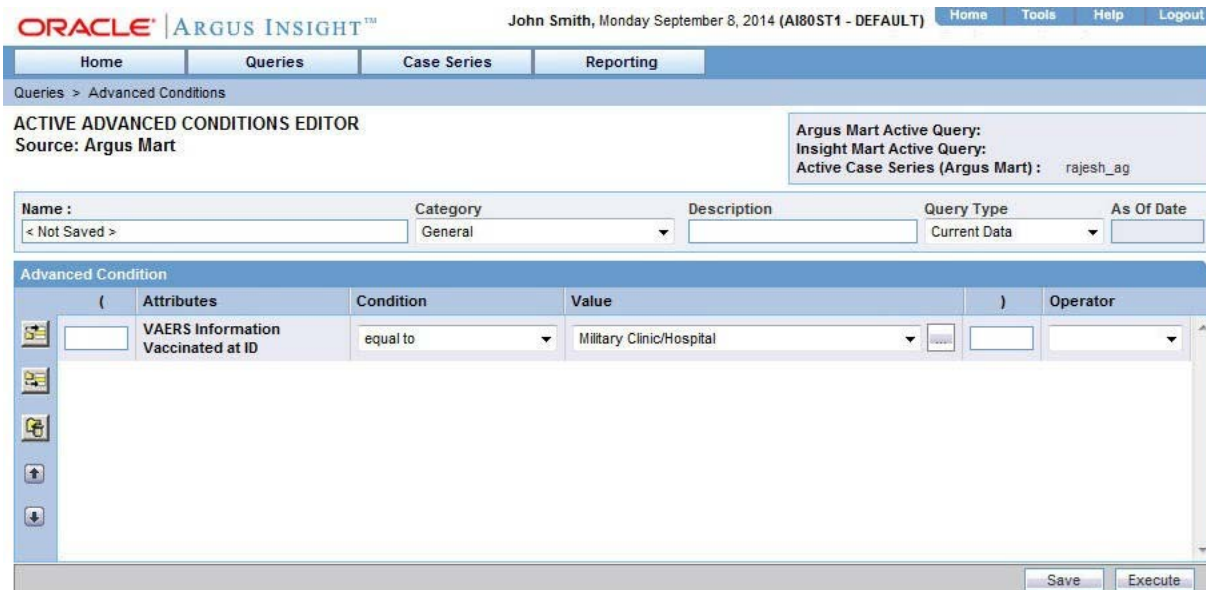 ORACLE® | ARGUS INSIGHT™
John Smith, Monday September 8, 2014 (AI80ST1 - DEFAULT)
Home Tools Help Logout
Home Queries Case Series Reporting
Queries > Advanced Conditions
ACTIVE ADVANCED CONDITIONS EDITOR
Source: Argus Mart
Argus Mart Active Query:
Insight Mart Active Query:
Active Case Series (Argus Mart) : rajesh_ag
Name : Category Description Query Type As Of Date
< Not Saved > General Current Data
Advanced Condition
( Attributes Condition Value ) Operator
VAERS Information
Vaccinated at ID
equal to Military Clinic/Hospital ...
Save Execute